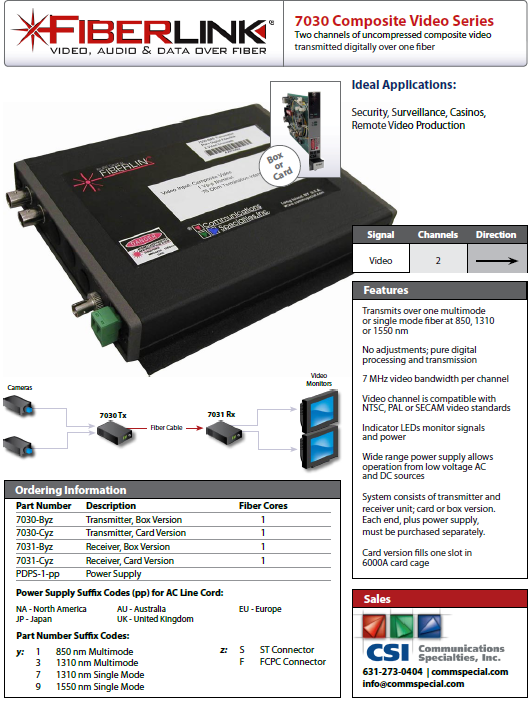 FIBERLINK®
VIDEO, AUDIO & DATA OVER FIBER
7030 Composite Video Series
Two channels of uncompressed composite video
transmitted digitally over one fiber
Ideal Applications:
Security, Surveillance, Casinos,
Remote Video Production
Box
or
Card
FIBERLINK
Video Input: Composite Video
1 Vp-p Nominal
75 Ohm Termination
Communications
Specialties, Inc.
DANGER
Signal Channels Direction
Video 2
Features
Transmits over one multimode
or single mode fiber at 850, 1310
or 1550 nm
No adjustments; pure digital
processing and transmission
7 MHz video bandwidth per channel
Video channel is compatible with
NTSC, PAL or SECAM video standards
Indicator LEDs monitor signals
and power
Wide range power supply allows
operation from low voltage AC
and DC sources
System consists of transmitter and
receiver unit; card or box version.
Each end, plus power supply,
must be purchased separately.
Card version fills one slot in
6000A card cage
Cameras
7030 Tx
Fiber Cable
7031 Rx
Video
Monitors
Ordering Information
Part Number Description Fiber Cores
7030-Byz Transmitter, Box Version 1
7030-Cyz Transmitter, Card Version 1
7031-Byz Receiver, Box Version 1
7031-Cyz Receiver, Card Version 1
PDPS-1-pp Power Supply
Power Supply Suffix Codes (pp) for AC Line Cord:
NA - North America AU - Australia EU - Europe
JP - Japan UK - United Kingdom
Part Number Suffix Codes:
y: 1 850 nm Multimode z: S ST Connector
3 1310 nm Multimode F FCPC Connector
7 1310 nm Single Mode
9 1550 nm Single Mode
Sales
CSI Communications
Specialties, Inc.
631-273-0404 | commspecial.com
info@commspecial.com